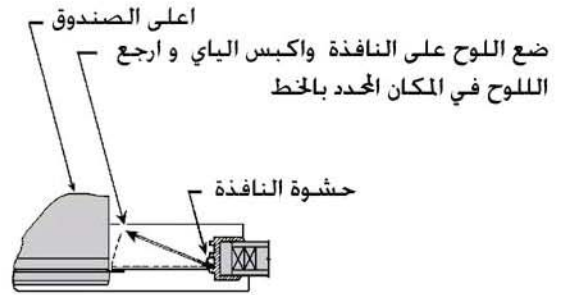 اعلى الصندوق
ضع اللوح على النافذة واكبس الياي و ارجع
الللوح في المكان المحدد بالخط
حشوة النافذة